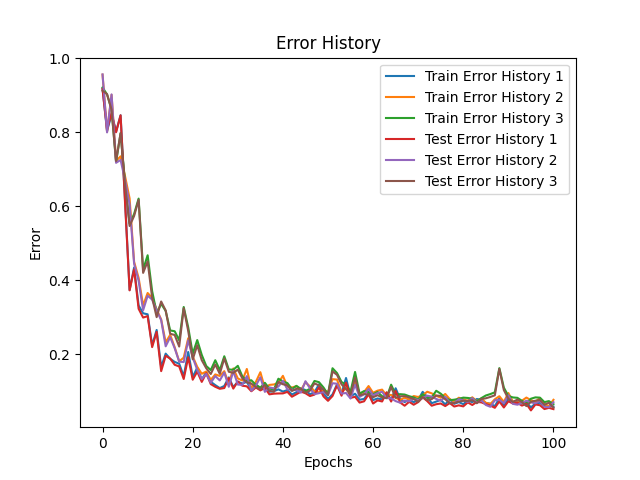 Error History
1.0
0.8
0.6
0.4
0.2
Error
Train Error History 1
Train Error History 2
Train Error History 3
Test Error History 1
Test Error History 2
Test Error History 3
0 20 40 60 80 100
Epochs